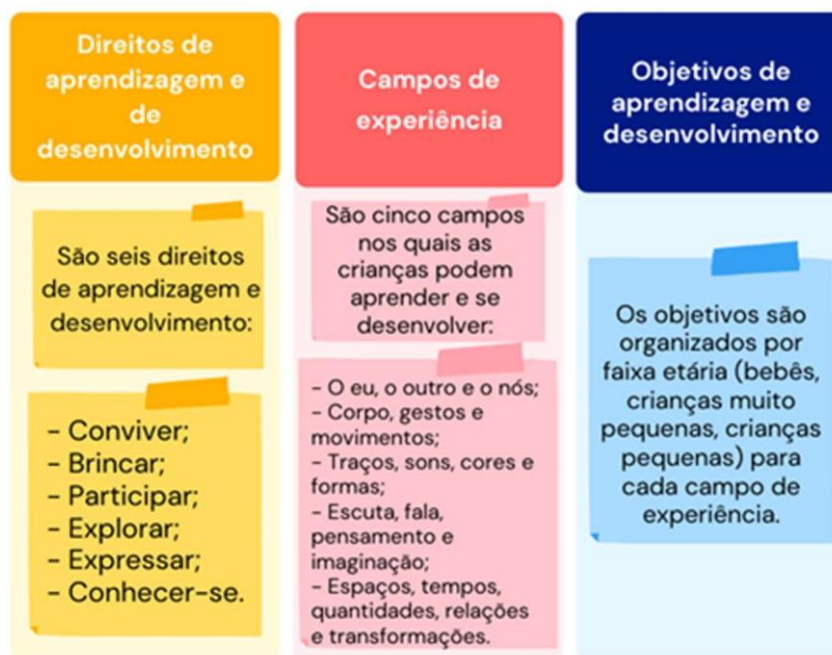 Direitos de
aprendizagem e
de
desenvolvimento
São seis direitos
de aprendizagem e
desenvolvimento:
- Conviver;
- Brincar;
- Participar;
- Explorar;
- Expressar;
- Conhecer-se.
Campos de
experiência
São cinco campos
nos quais as
crianças podem
aprender e se
desenvolver:
- O eu, o outro e o nós;
- Corpo, gestos e
movimentos;
- Traços, sons, cores e
formas;
- Escuta, fala,
pensamento e
imaginação;
- Espaços, tempos,
quantidades, relações
e transformações.
Objetivos de
aprendizagem e
desenvolvimento
Os objetivos são
organizados por
faixa etária (bebês,
crianças muito
pequenas, crianças
pequenas) para
cada campo de
experiência.